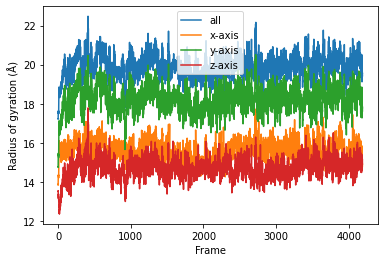 22
20
18
16
14
12
Radius of gyration (Å)
all
x-axis
y-axis
z-axis
0
1000
2000
3000
4000
Frame